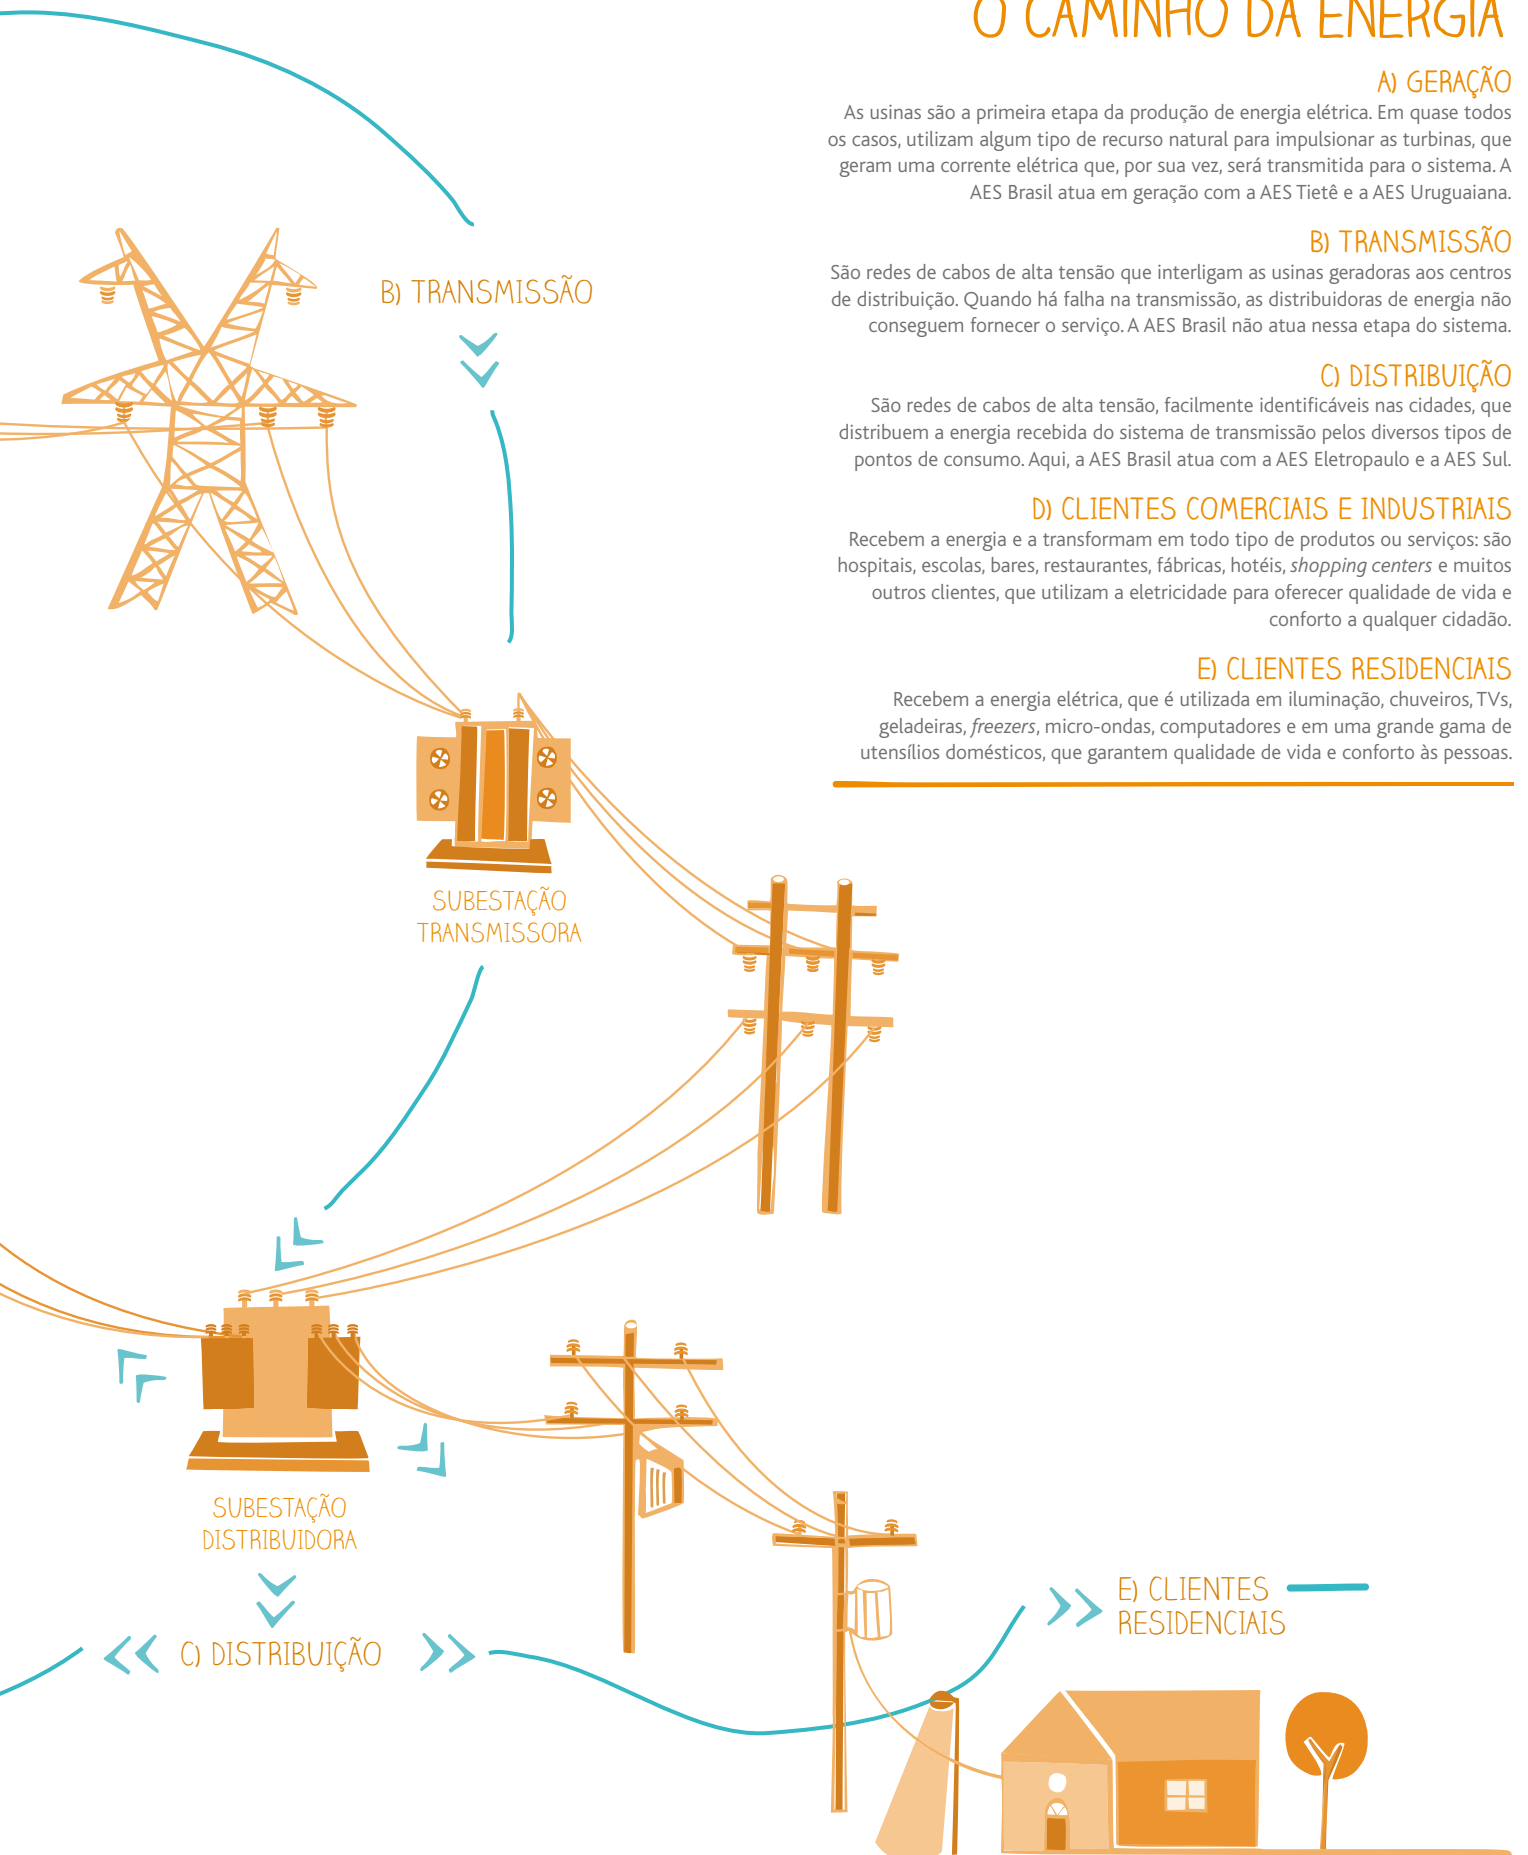 O CAMINHO DA ENERGIA
A) GERAÇÃO
As usinas são a primeira etapa da produção de energia elétrica. Em quase todos
os casos, utilizam algum tipo de recurso natural para impulsionar as turbinas, que
geram uma corrente elétrica que, por sua vez, será transmitida para o sistema. A
AES Brasil atua em geração com a AES Tietê e a AES Uruguaiana.
B) TRANSMISSÃO
São redes de cabos de alta tensão que interligam as usinas geradoras aos centros
de distribuição. Quando há falha na transmissão, as distribuidoras de energia não
conseguem fornecer o serviço. A AES Brasil não atua nessa etapa do sistema.
C) DISTRIBUIÇÃO
São redes de cabos de alta tensão, facilmente identificáveis nas cidades, que
distribuem a energia recebida do sistema de transmissão pelos diversos tipos de
pontos de consumo. Aqui, a AES Brasil atua com a AES Eletropaulo e a AES Sul.
D) CLIENTES COMERCIAIS E INDUSTRIAIS
Recebem a energia e a transformam em todo tipo de produtos ou serviços: são
hospitais, escolas, bares, restaurantes, fábricas, hotéis, shopping centers e muitos
outros clientes, que utilizam a eletricidade para oferecer qualidade de vida e
conforto a qualquer cidadão.
E) CLIENTES RESIDENCIAIS
Recebem a energia elétrica, que é utilizada em iluminação, chuveiros, TVs,
geladeiras, freezers, micro-ondas, computadores e em uma grande gama de
utensílios domésticos, que garantem qualidade de vida e conforto às pessoas.
B) TRANSMISSÃO
SUBESTAÇÃO
TRANSMISSORA
SUBESTAÇÃO
DISTRIBUIDORA
C) DISTRIBUIÇÃO
E) CLIENTES
RESIDENCIAIS